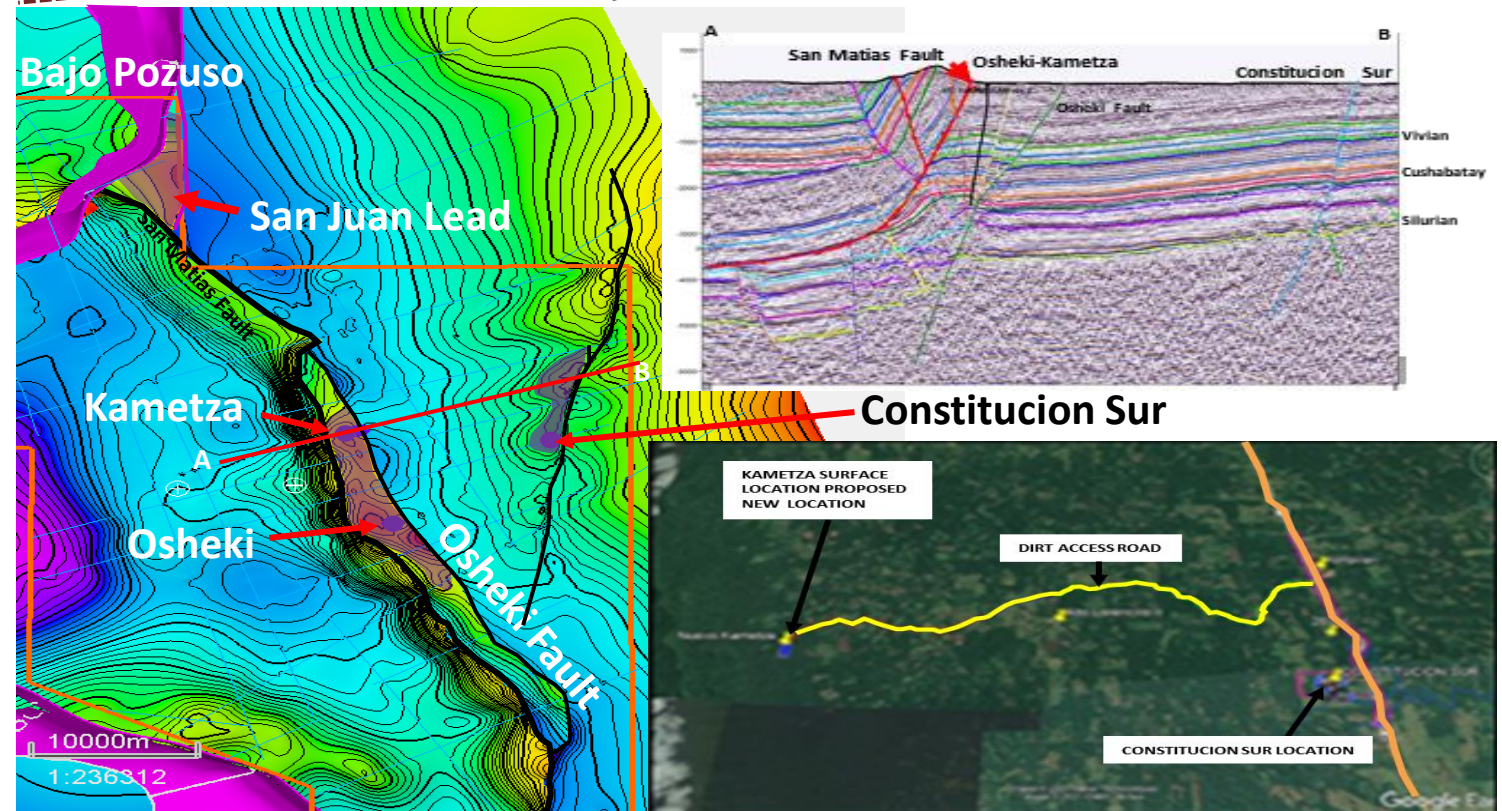 Bajo Pozuso
San Juan Lead
San Matias Fault
Kametza
A
B
Osheki
Osheki Fault
10000m
1:236312
Constitucion Sur
A
B
San Matias Fault
Osheki-Kametza
Constitucion Sur
Osheki Fault
Vivian
Cushabatay
Silurian
KAMETZA SURFACE
LOCATION PROPOSED
NEW LOCATION
DIRT ACCESS ROAD
CONSTITUCION SUR LOCATION